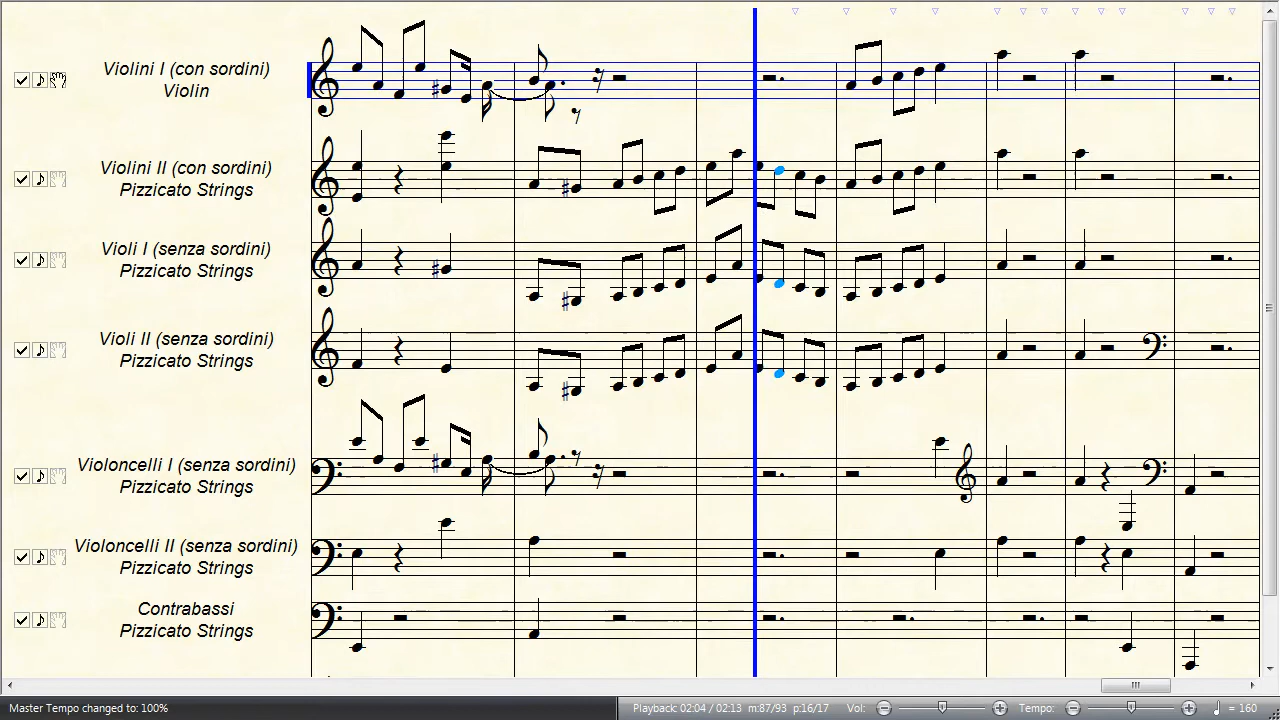 Violini I (con sordini)
Violin
Violini II (con sordini)
Pizzicato Strings
Violi I (senza sordini)
Pizzicato Strings
Violi II (senza sordini)
Pizzicato Strings
Violoncelli I (senza sordini)
Pizzicato Strings
Violoncelli II (senza sordini)
Pizzicato Strings
Contrabassi
Pizzicato Strings
Master Tempo changed to: 100% Playback: 02:04 / 02:13 m:87/93 p:16/17 Vol: Tempo: ♩ = 160